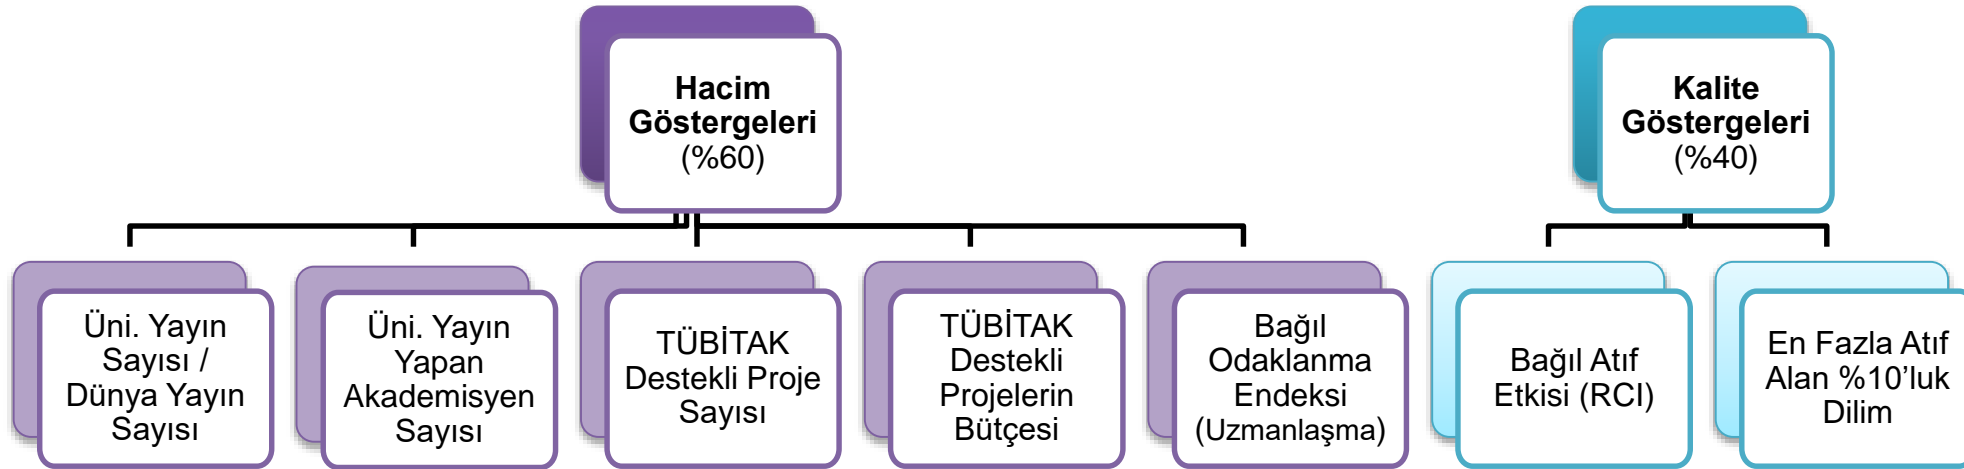 Hacim
Göstergeleri
(%60)
Kalite
Göstergeleri
(%40)
Üni. Yayın
Sayısı /
Dünya Yayın
Sayısı
Üni. Yayın
Yapan
Akademisyen
Sayısı
TÜBİTAK
Destekli Proje
Sayısı
TÜBİTAK
Destekli
Projelerin
Bütçesi
Bağıl
Odaklanma
Endeksi
(Uzmanlaşma)
Bağıl Atıf
Etkisi (RCI)
En Fazla Atıf
Alan %10’luk
Dilim